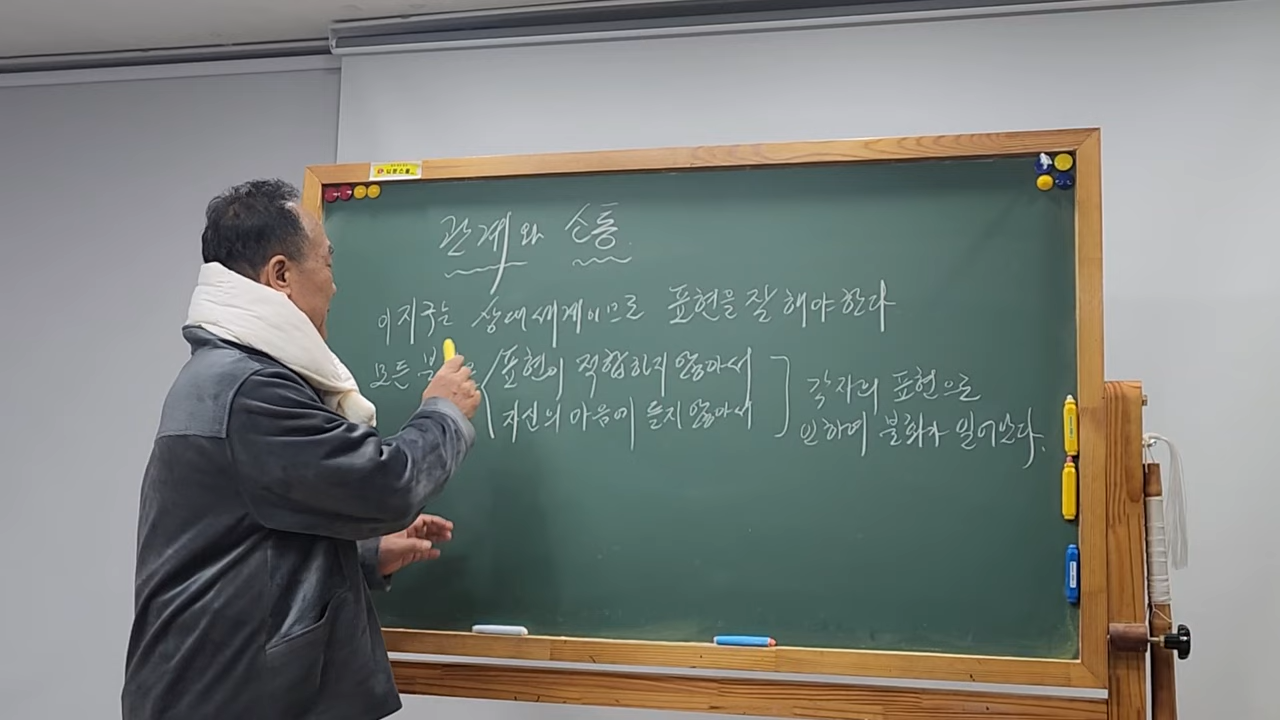 관계와 소통
이 지구는 상대세계이므로 표현을 잘 해야 한다
모든 표현이 적합하지 않아서
자신의 마음에 들지 않아서
각자의 표현으로
인하여 불화가 일어난다.